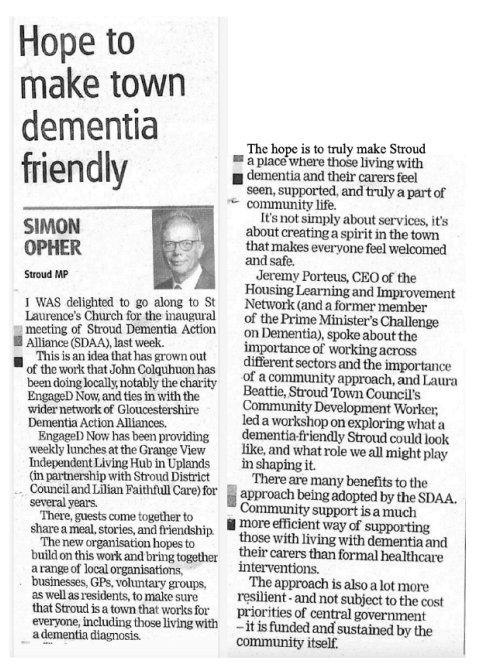 Hope to
make town
dementia
friendly
SIMON
OPHER
Stroud MP
I WAS delighted to go along to St
Laurence's Church for the inaugural
meeting of Stroud Dementia Action
Alliance (SDAA), last week.
This is an idea that has grown out
of the work that John Colquhuon has
been doing locally, notably the charity
EngageD Now, and ties in with the
wider network of Gloucestershire
Dementia Action Alliances.
EngageD Now has been providing
weekly lunches at the Grange View
Independent Living Hub in Uplands
(in partnership with Stroud District
Council and Lilian Faithfull Care) for
several years.
There, guests come together to
share a meal, stories, and friendship.
The new organisation hopes to
build on this work and bring together
a range of local organisations,
businesses, GPs, voluntary groups,
as well as residents, to make sure
that Stroud is a town that works for
everyone, including those living with
a dementia diagnosis.
The hope is to truly make Stroud
a place where those living with
dementia and their carers feel
seen, supported, and truly a part of
community life.
It's not simply about services, it's
about creating a spirit in the town
that makes everyone feel welcomed
and safe.
Jeremy Porteus, CEO of the
Housing Learning and Improvement
Network (and a former member
of the Prime Minister's Challenge
on Dementia), spoke about the
importance of working across
different sectors and the importance
of a community approach, and Laura
Beattie, Stroud Town Council's
Community Development Worker,
led a workshop on exploring what a
dementia-friendly Stroud could look
like, and what role we all might play
in shaping it.
There are many benefits to the
approach being adopted by the SDAA.
Community support is a much
more efficient way of supporting
those with living with dementia and
their carers than formal healthcare
interventions.
The approach is also a lot more
resilient - and not subject to the cost
priorities of central government
– it is funded and sustained by the
community itself.